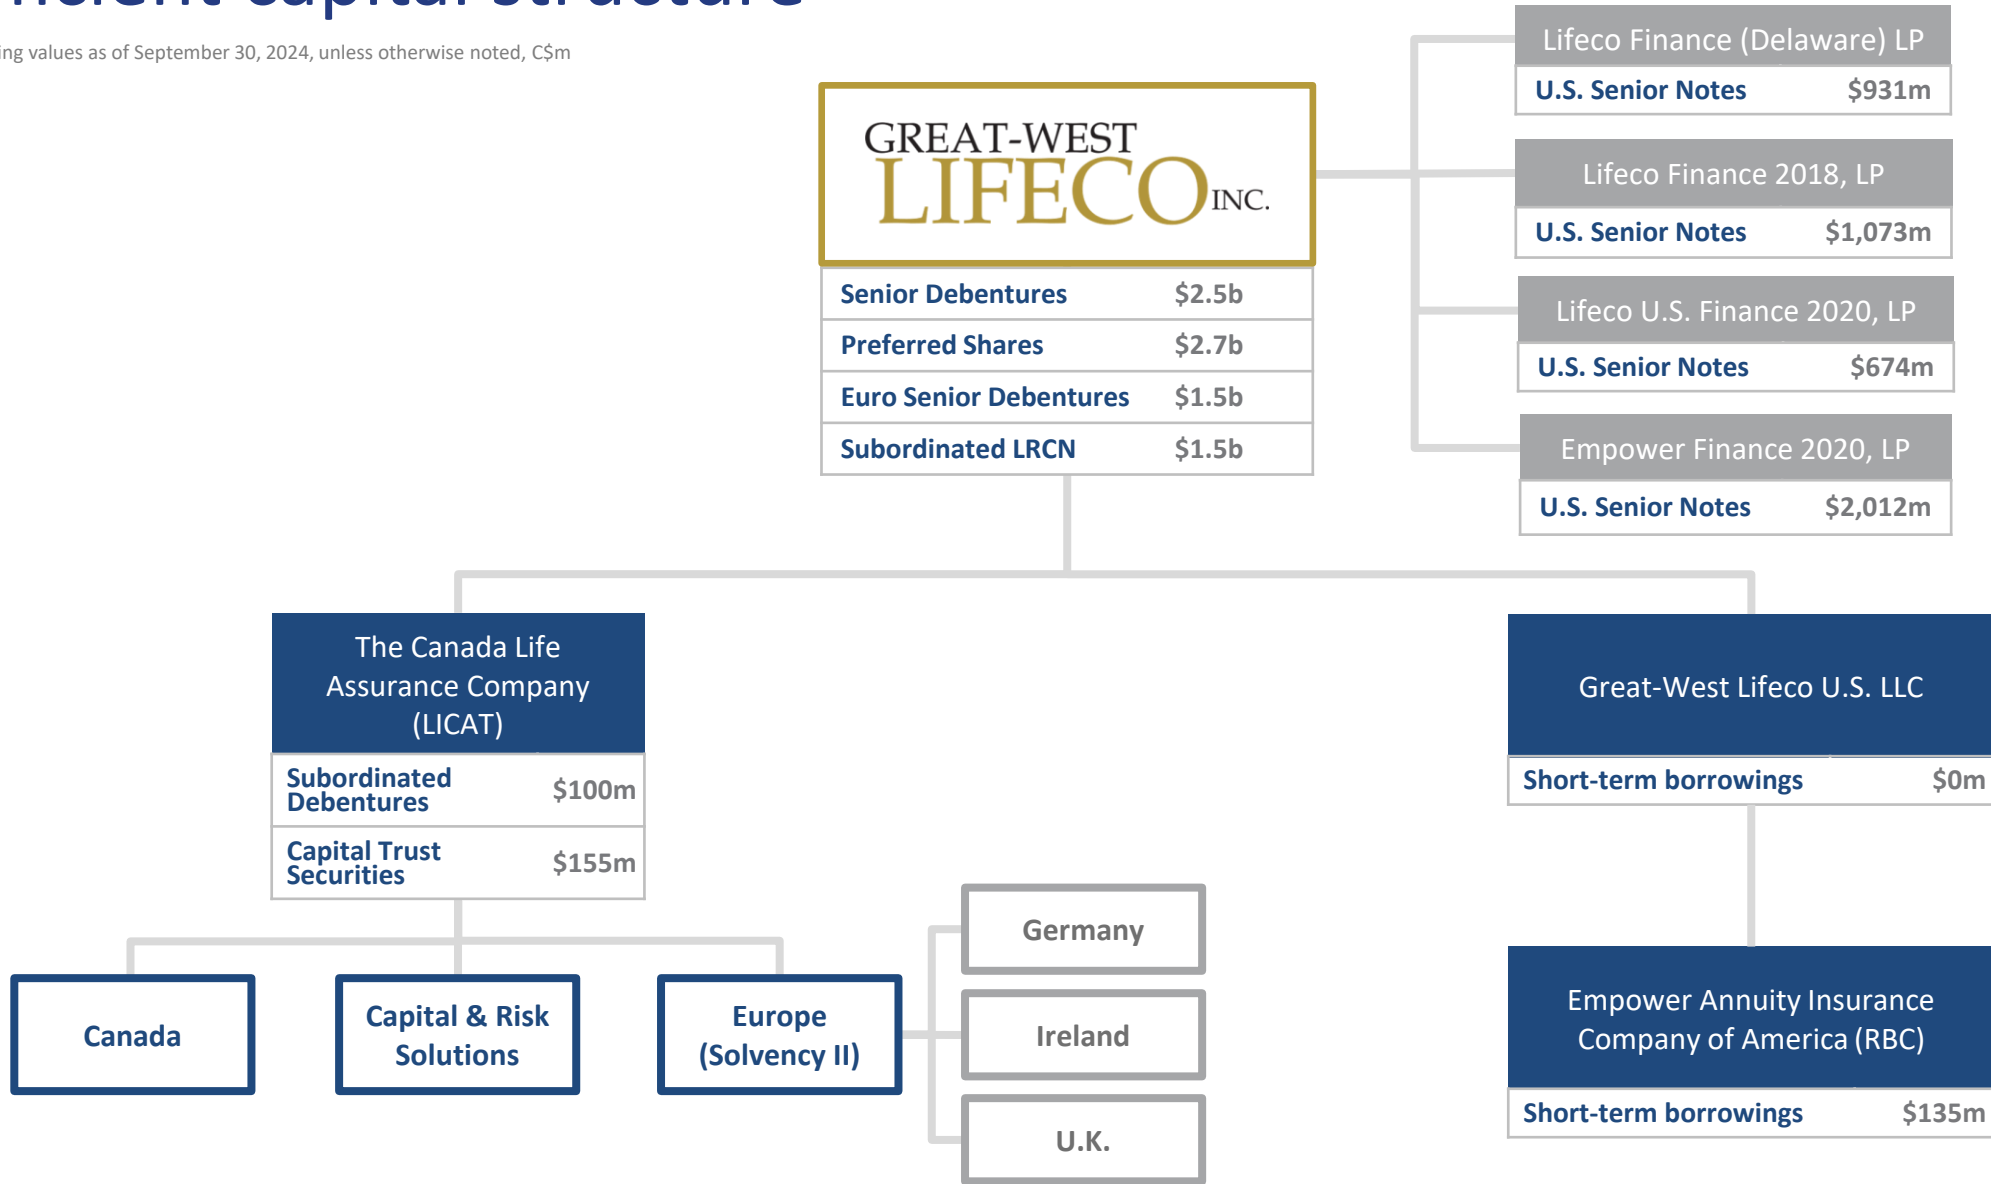 capital structure
values as of September 30, 2024, unless otherwise noted, C$m
GREAT-WEST
LIFECO INC.
Senior Debentures $2.5b
Preferred Shares $2.7b
Euro Senior Debentures $1.5b
Subordinated LRCN $1.5b
Lifeco Finance (Delaware) LP
U.S. Senior Notes $931m
Lifeco Finance 2018, LP
U.S. Senior Notes $1,073m
Lifeco U.S. Finance 2020, LP
U.S. Senior Notes $674m
Empower Finance 2020, LP
U.S. Senior Notes $2,012m
The Canada Life
Assurance Company
(LICAT)
Subordinated
Debentures $100m
Capital Trust
Securities $155m
Canada
Capital & Risk
Solutions
Europe
(Solvency II)
Germany
Ireland
U.K.
Great-West Lifeco U.S. LLC
Short-term borrowings $0m
Empower Annuity Insurance
Company of America (RBC)
Short-term borrowings $135m